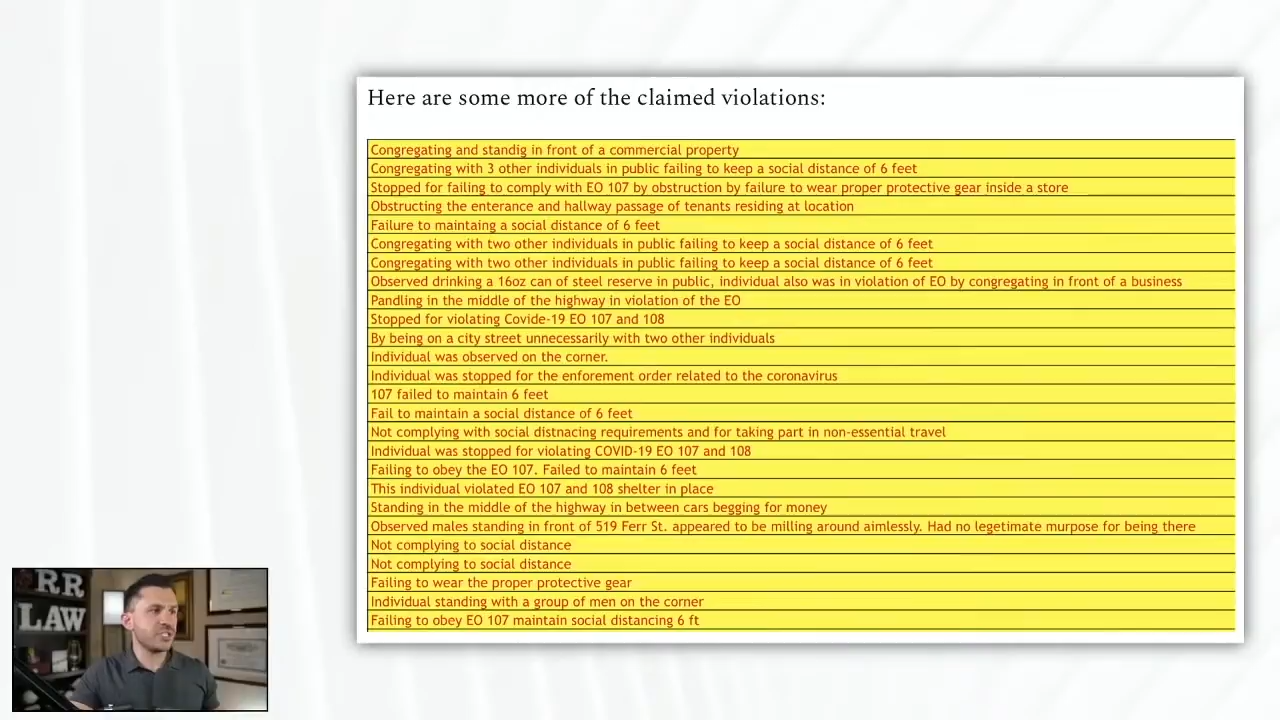 Here are some more of the claimed violations:
Congregating and standig in front of a commercial property
Congregating with 3 other individuals in public failing to keep a social distance of 6 feet
Stopped for failing to comply with EO 107 by obstruction by failure to wear proper protective gear inside a store
Obstructing the enterance and hallway passage of tenants residing at location
Failure to maintaing a social distance of 6 feet
Congregating with two other individuals in public failing to keep a social distance of 6 feet
Congregating with two other individuals in public failing to keep a social distance of 6 feet
Observed drinking a 16oz can of steel reserve in public, individual also was in violation of EO by congregating in front of a business
Pandling in the middle of the highway in violation of the EO
Stopped for violating Covide-19 EO 107 and 108
By being on a city street unnecessarily with two other individuals
Individual was observed on the corner.
Individual was stopped for the enforement order related to the coronavirus
107 failed to maintain 6 feet
Fail to maintain a social distance of 6 feet
Not complying with social distnacing requirements and for taking part in non-essential travel
Individual was stopped for violating COVID-19 EO 107 and 108
Failing to obey the EO 107. Failed to maintain 6 feet
This individual violated EO 107 and 108 shelter in place
Standing in the middle of the highway in between cars begging for money
Observed males standing in front of 519 Ferr St. appeared to be milling around aimlessly. Had no legetimate murpose for being there
Not complying to social distance
Not complying to social distance
Failing to wear the proper protective gear
Individual standing with a group of men on the corner
Failing to obey EO 107 maintain social distancing 6 ft
RR
LAW